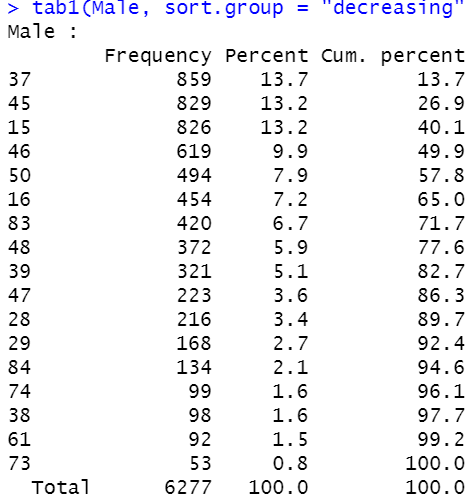 > tab1(Male, sort.group = "decreasing"
Male :
        Frequency Percent Cum. percent
37            859    13.7         13.7
45            829    13.2         26.9
15            826    13.2         40.1
46            619     9.9         49.9
50            494     7.9         57.8
16            454     7.2         65.0
83            420     6.7         71.7
48            372     5.9         77.6
39            321     5.1         82.7
47            223     3.6         86.3
28            216     3.4         89.7
29            168     2.7         92.4
84            134     2.1         94.6
74             99     1.6         96.1
38             98     1.6         97.7
61             92     1.5         99.2
73             53     0.8        100.0
  Total      6277   100.0        100.0